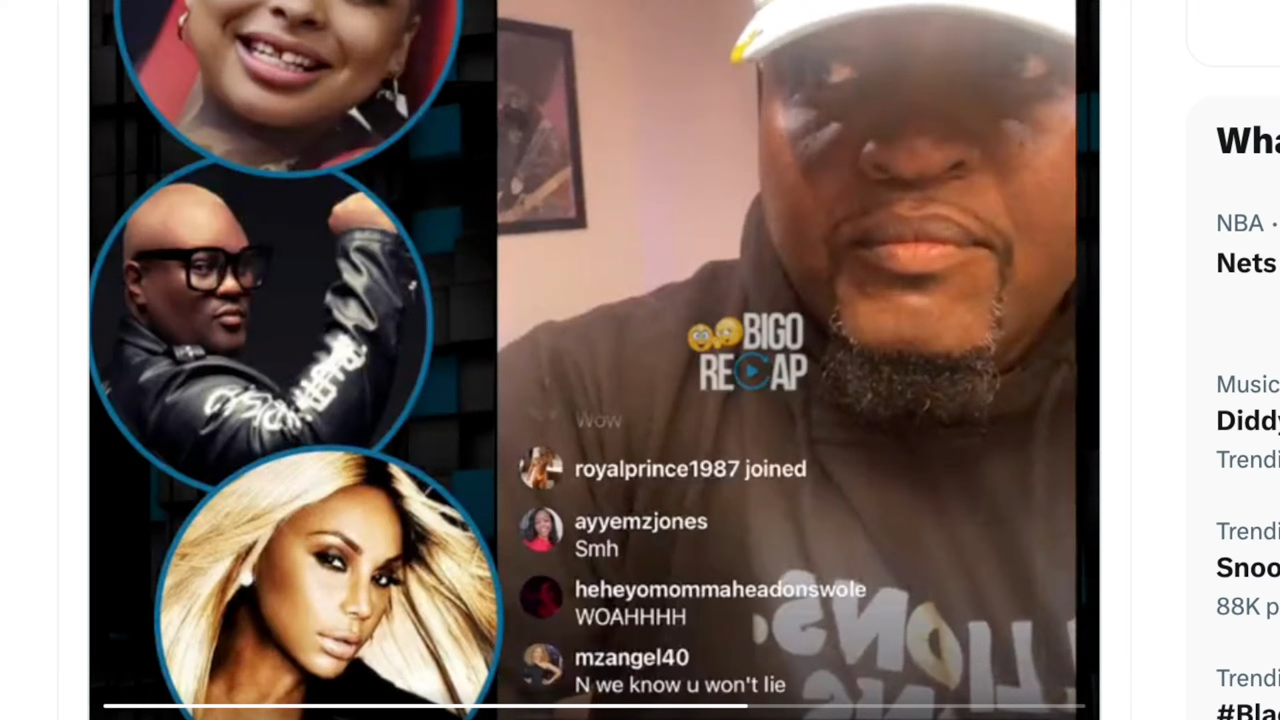 BIGO
RECAP
Wow
royalprince1987 joined
ayyemzjones
Smh
heheyomommaheadonswole
WOAHHHH
mzangel40
N we know u won't lie
Wha
NBA ·
Nets
Music
Diddy
Trendi
Snoo
88K p
Trendi
#Bla